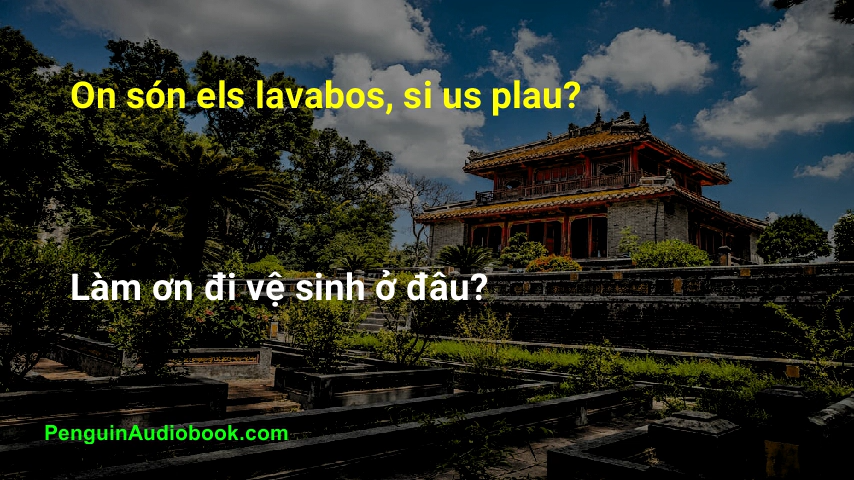 On són els lavabos, si us plau?
Làm ơn đi vệ sinh ở đâu?
PenguinAudiobook.com